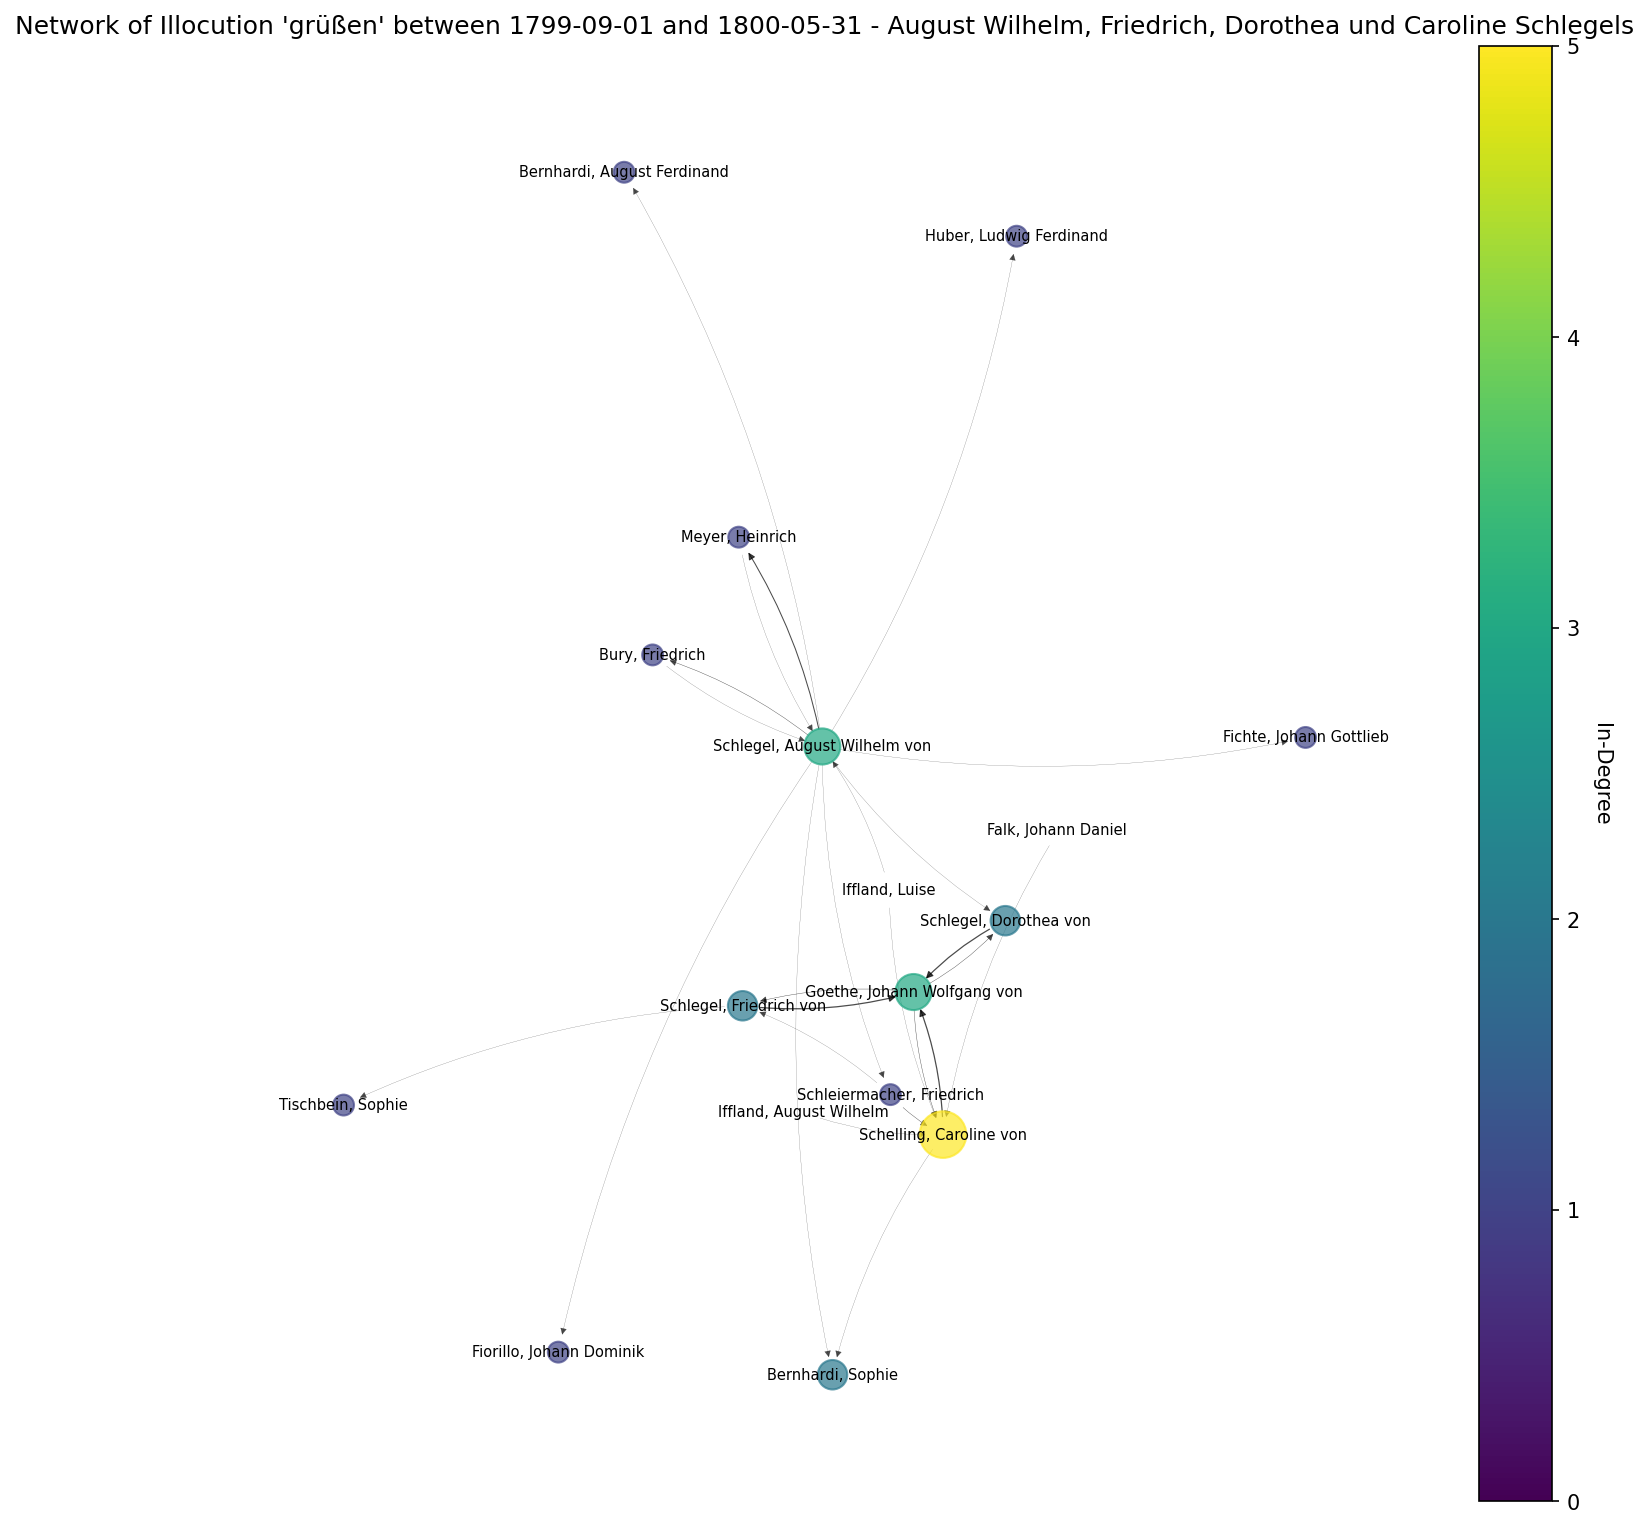 Network of Illocution 'grüßen' between 1799-09-01 and 1800-05-31 - August Wilhelm, Friedrich, Dorothea und Caroline Schlegels
5
Bernhardi, August Ferdinand
Huber, Ludwig Ferdinand
4
Meyer, Heinrich
3
Bury, Friedrich
Fichte, Johann Gottlieb
Schlegel, August Wilhelm von
In-Degree
Falk, Johann Daniel
Iffland, Luise
2
Schlegel, Dorothea von
Goethe, Johann Wolfgang von
Schlegel, Friedrich von
Schleiermacher, Friedrich
Tischbein, Sophie
Iffland, August Wilhelm
Schelling, Caroline von
1
Fiorillo, Johann Dominik
Bernhardi, Sophie
0